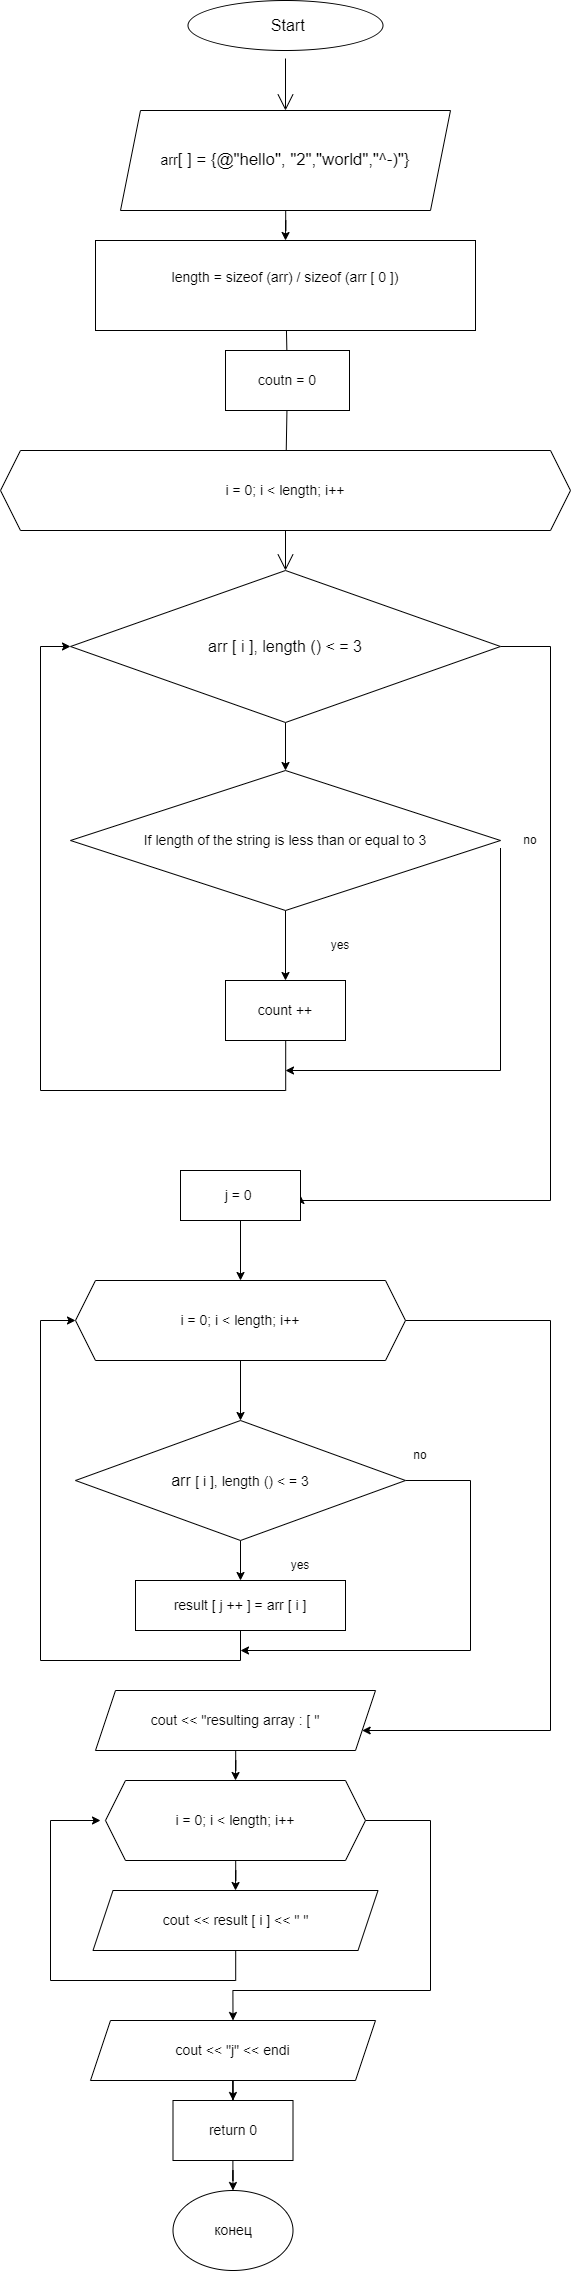 Start
arr[ ] = {@"hello", "2","world","^-)"}
length = sizeof (arr) / sizeof (arr [ 0 ])
coutn = 0
i = 0; i < length; i++
arr [ i ], length () < = 3
If length of the string is less than or equal to 3
no
yes
count ++
j = 0
i = 0; i < length; i++
no
arr [ i ], length () < = 3
yes
result [ j ++ ] = arr [ i ]
cout << "resulting array : [ "
i = 0; i < length; i++
cout << result [ i ] << " "
cout << "j" << endi
return 0
конец